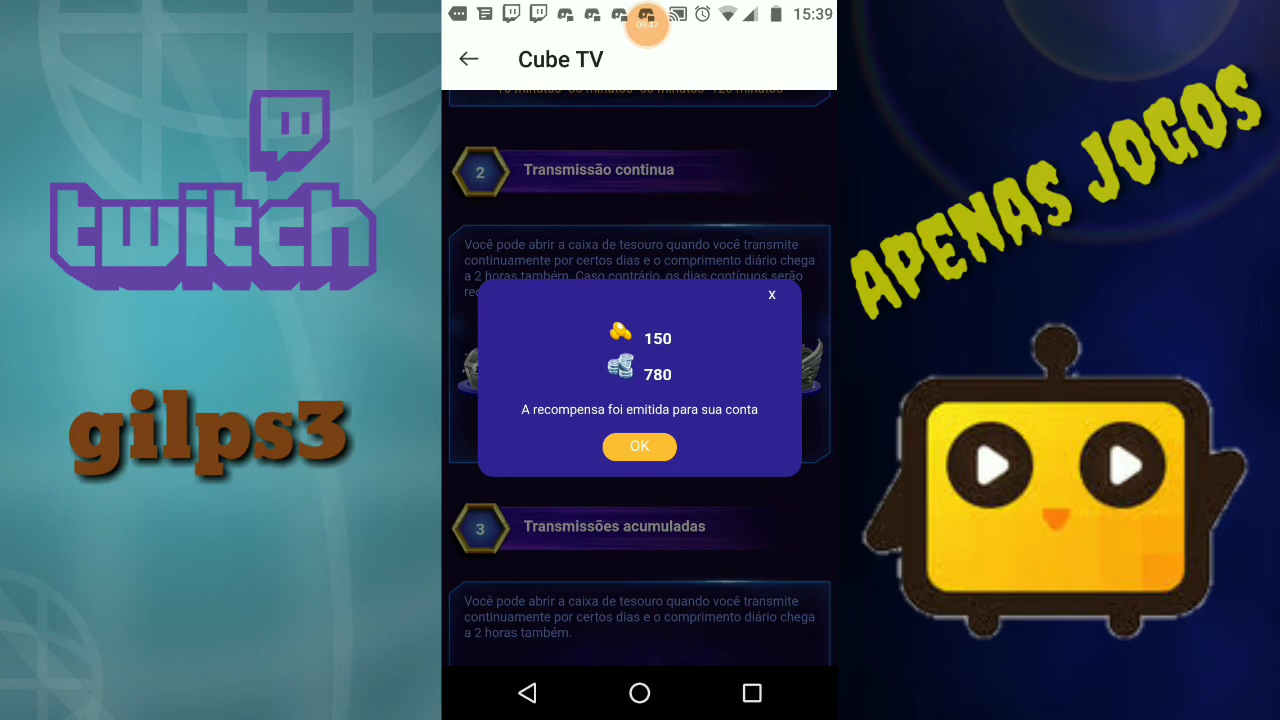 twitch
gilps3
15:39
09:47
Cube TV
2
Transmissão continua
Você pode abrir a caixa de tesouro quando você transmite
continuamente por certos dias e o comprimento diário chega
a 2 horas também. Caso contrário, os dias contínuos serão
x
150
780
A recompensa foi emitida para sua conta
OK
3
Transmissões acumuladas
Você pode abrir a caixa de tesouro quando você transmite
continuamente por certos dias e o comprimento diário chega
a 2 horas também.
APENAS JOGOS